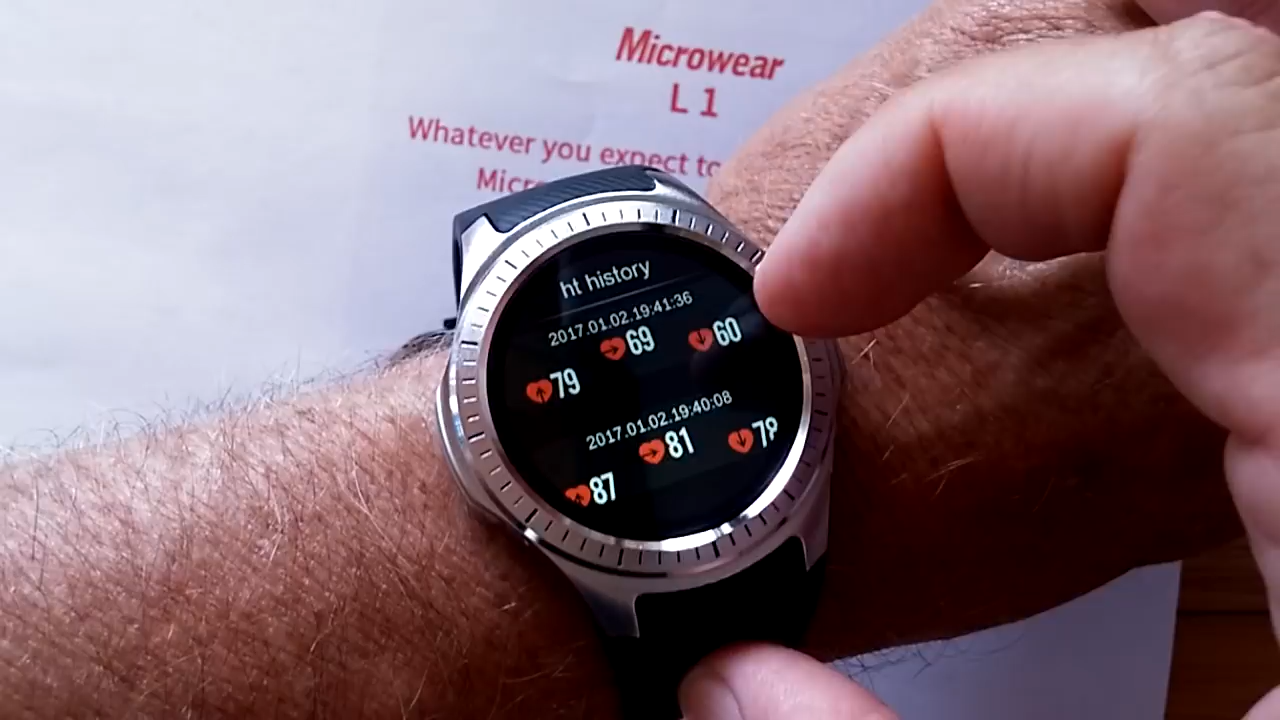 Microwear
L 1
Whatever you expect to
ht history
2017.01.02.19:41:36
69 60
79
2017.01.02.19:40:08
81
87